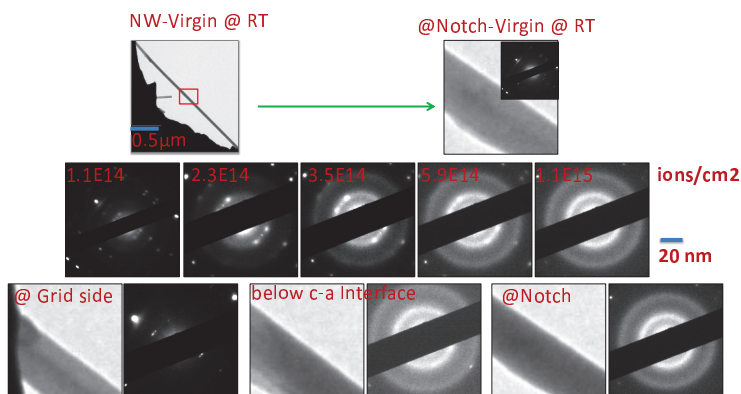 NW-Virgin @ RT
@Notch-Virgin @ RT
0.5µm
1.1E14
2.3E14
3.5E14
5.9E14
1.1E15
ions/cm2
20 nm
@ Grid side
below c-a Interface
@Notch